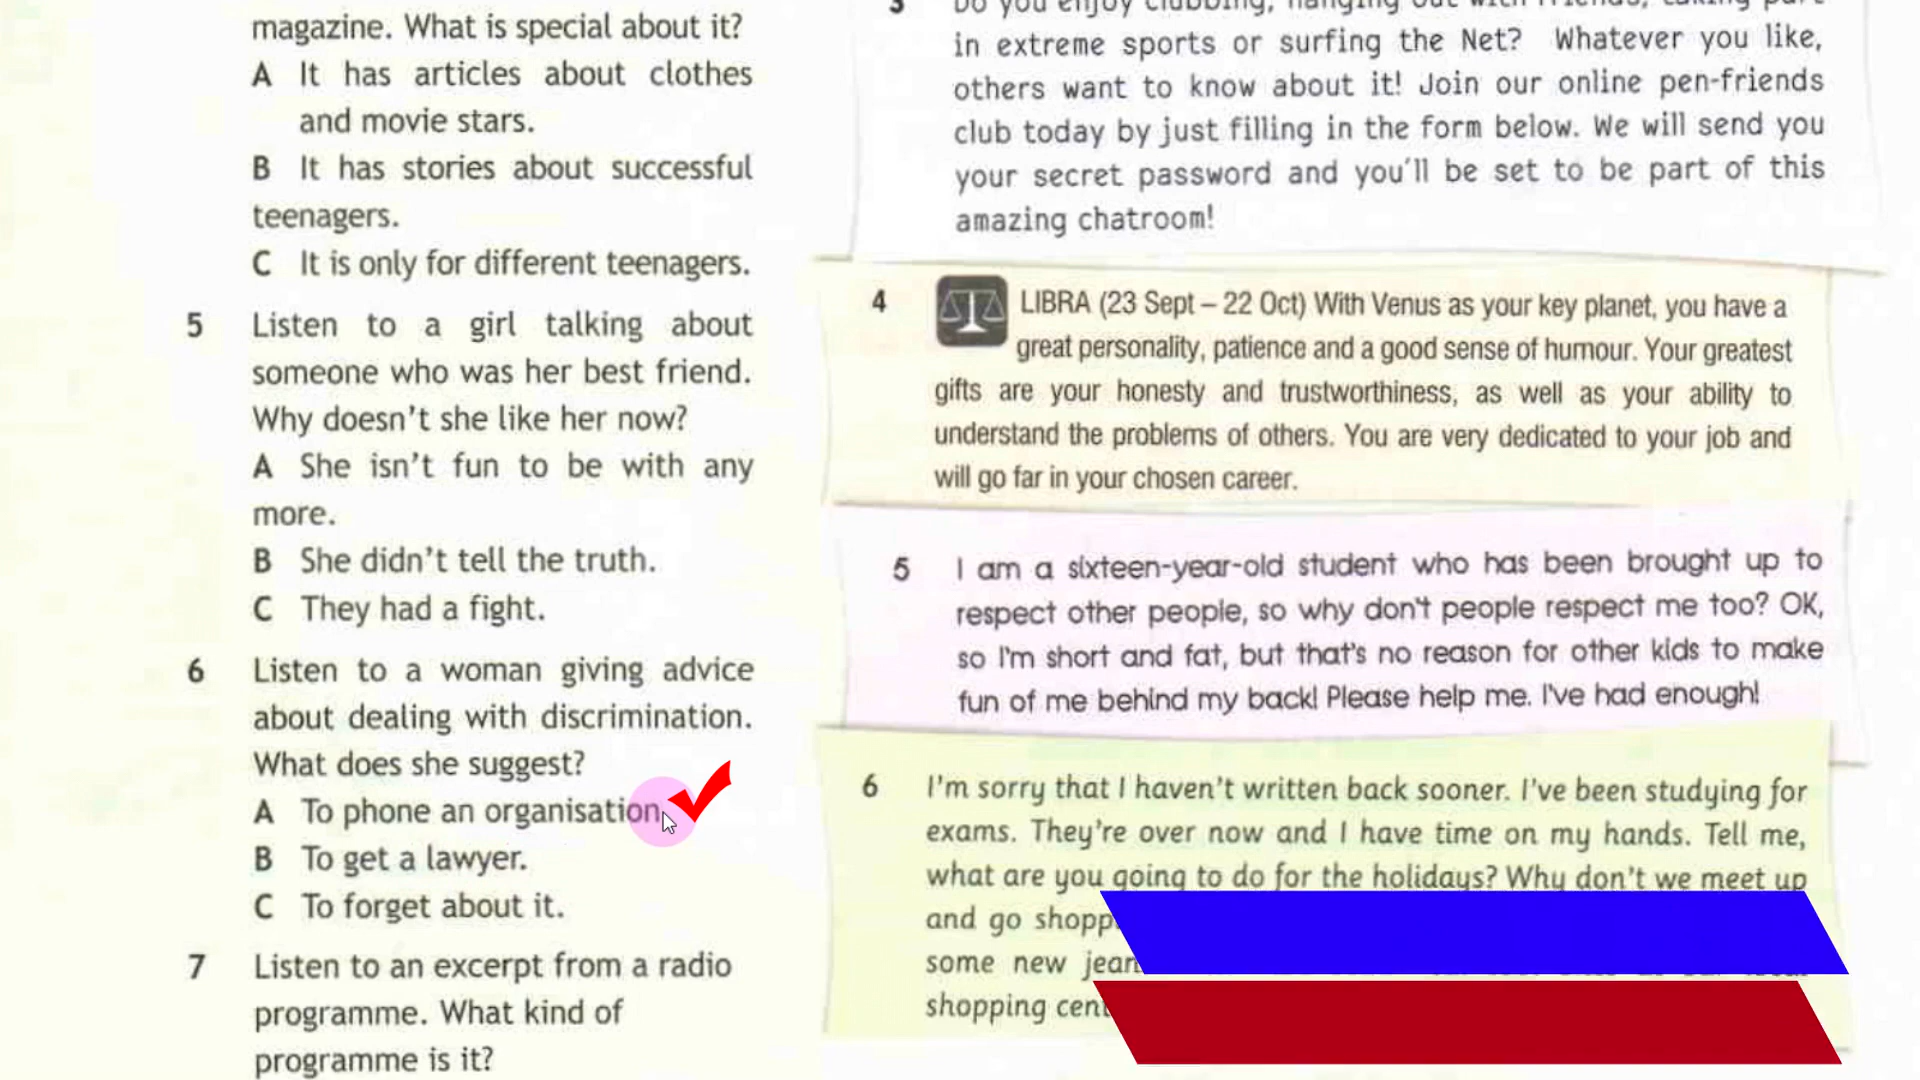 magazine. What is special about it?
A It has articles about clothes
and movie stars.
B It has stories about successful
teenagers.
C It is only for different teenagers.
5 Listen to a girl talking about
someone who was her best friend.
Why doesn't she like her now?
A She isn't fun to be with any
more.
B She didn't tell the truth.
C They had a fight.
6 Listen to a woman giving advice
about dealing with discrimination.
What does she suggest?
A To phone an organisation.
B To get a lawyer.
C To forget about it.
7 Listen to an excerpt from a radio
programme. What kind of
programme is it?
3 Do you enjoy clubbing, hanging out with friends, taking part
in extreme sports or surfing the Net? Whatever you like,
others want to know about it! Join our online pen-friends
club today by just filling in the form below. We will send you
your secret password and you'll be set to be part of this
amazing chatroom!
4 LIBRA (23 Sept – 22 Oct) With Venus as your key planet, you have a
great personality, patience and a good sense of humour. Your greatest
gifts are your honesty and trustworthiness, as well as your ability to
understand the problems of others. You are very dedicated to your job and
will go far in your chosen career.
5 I am a sixteen-year-old student who has been brought up to
respect other people, so why don't people respect me too? OK,
so I'm short and fat, but that's no reason for other kids to make
fun of me behind my back! Please help me. I've had enough!
6 I'm sorry that I haven't written back sooner. I've been studying for
exams. They're over now and I have time on my hands. Tell me,
what are you going to do for the holidays? Why don't we meet up
and go
some new
shopping